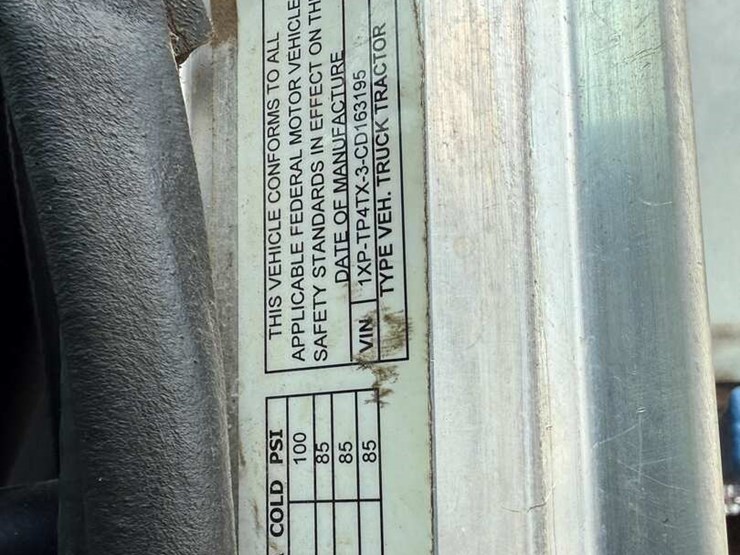 THIS VEHICLE CONFORMS TO ALL
APPLICABLE FEDERAL MOTOR VEHICLE
SAFETY STANDARDS IN EFFECT ON
DATE OF MANUFACTURE
VIN 1XP-TP4TX-3-CD163195
TYPE VEH. TRUCK TRACTOR
COLD PSI
100
85
85
85